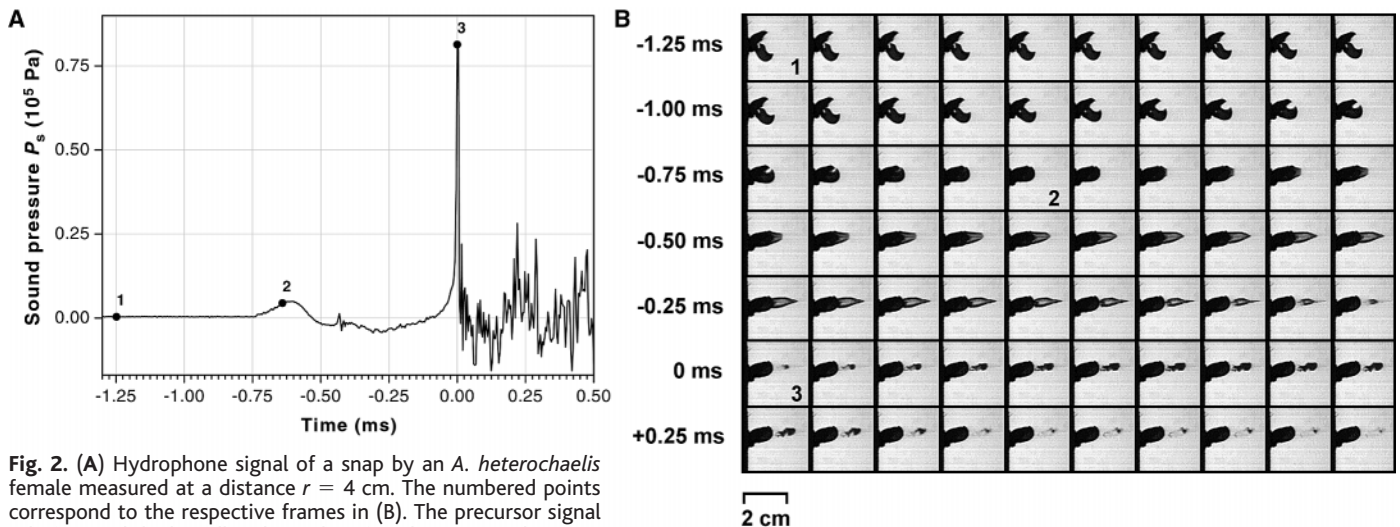 A
B
Sound pressure Ps (10⁵ Pa)
0.75
0.50
0.25
0.00
1
2
3
-1.25 -1.00 -0.75 -0.50 -0.25 0.00 0.25 0.50
Time (ms)
-1.25 ms
1
-1.00 ms
-0.75 ms
2
-0.50 ms
-0.25 ms
0 ms
3
+0.25 ms
2 cm
Fig. 2. (A) Hydrophone signal of a snap by an A. heterochaelis
female measured at a distance r = 4 cm. The numbered points
correspond to the respective frames in (B). The precursor signal